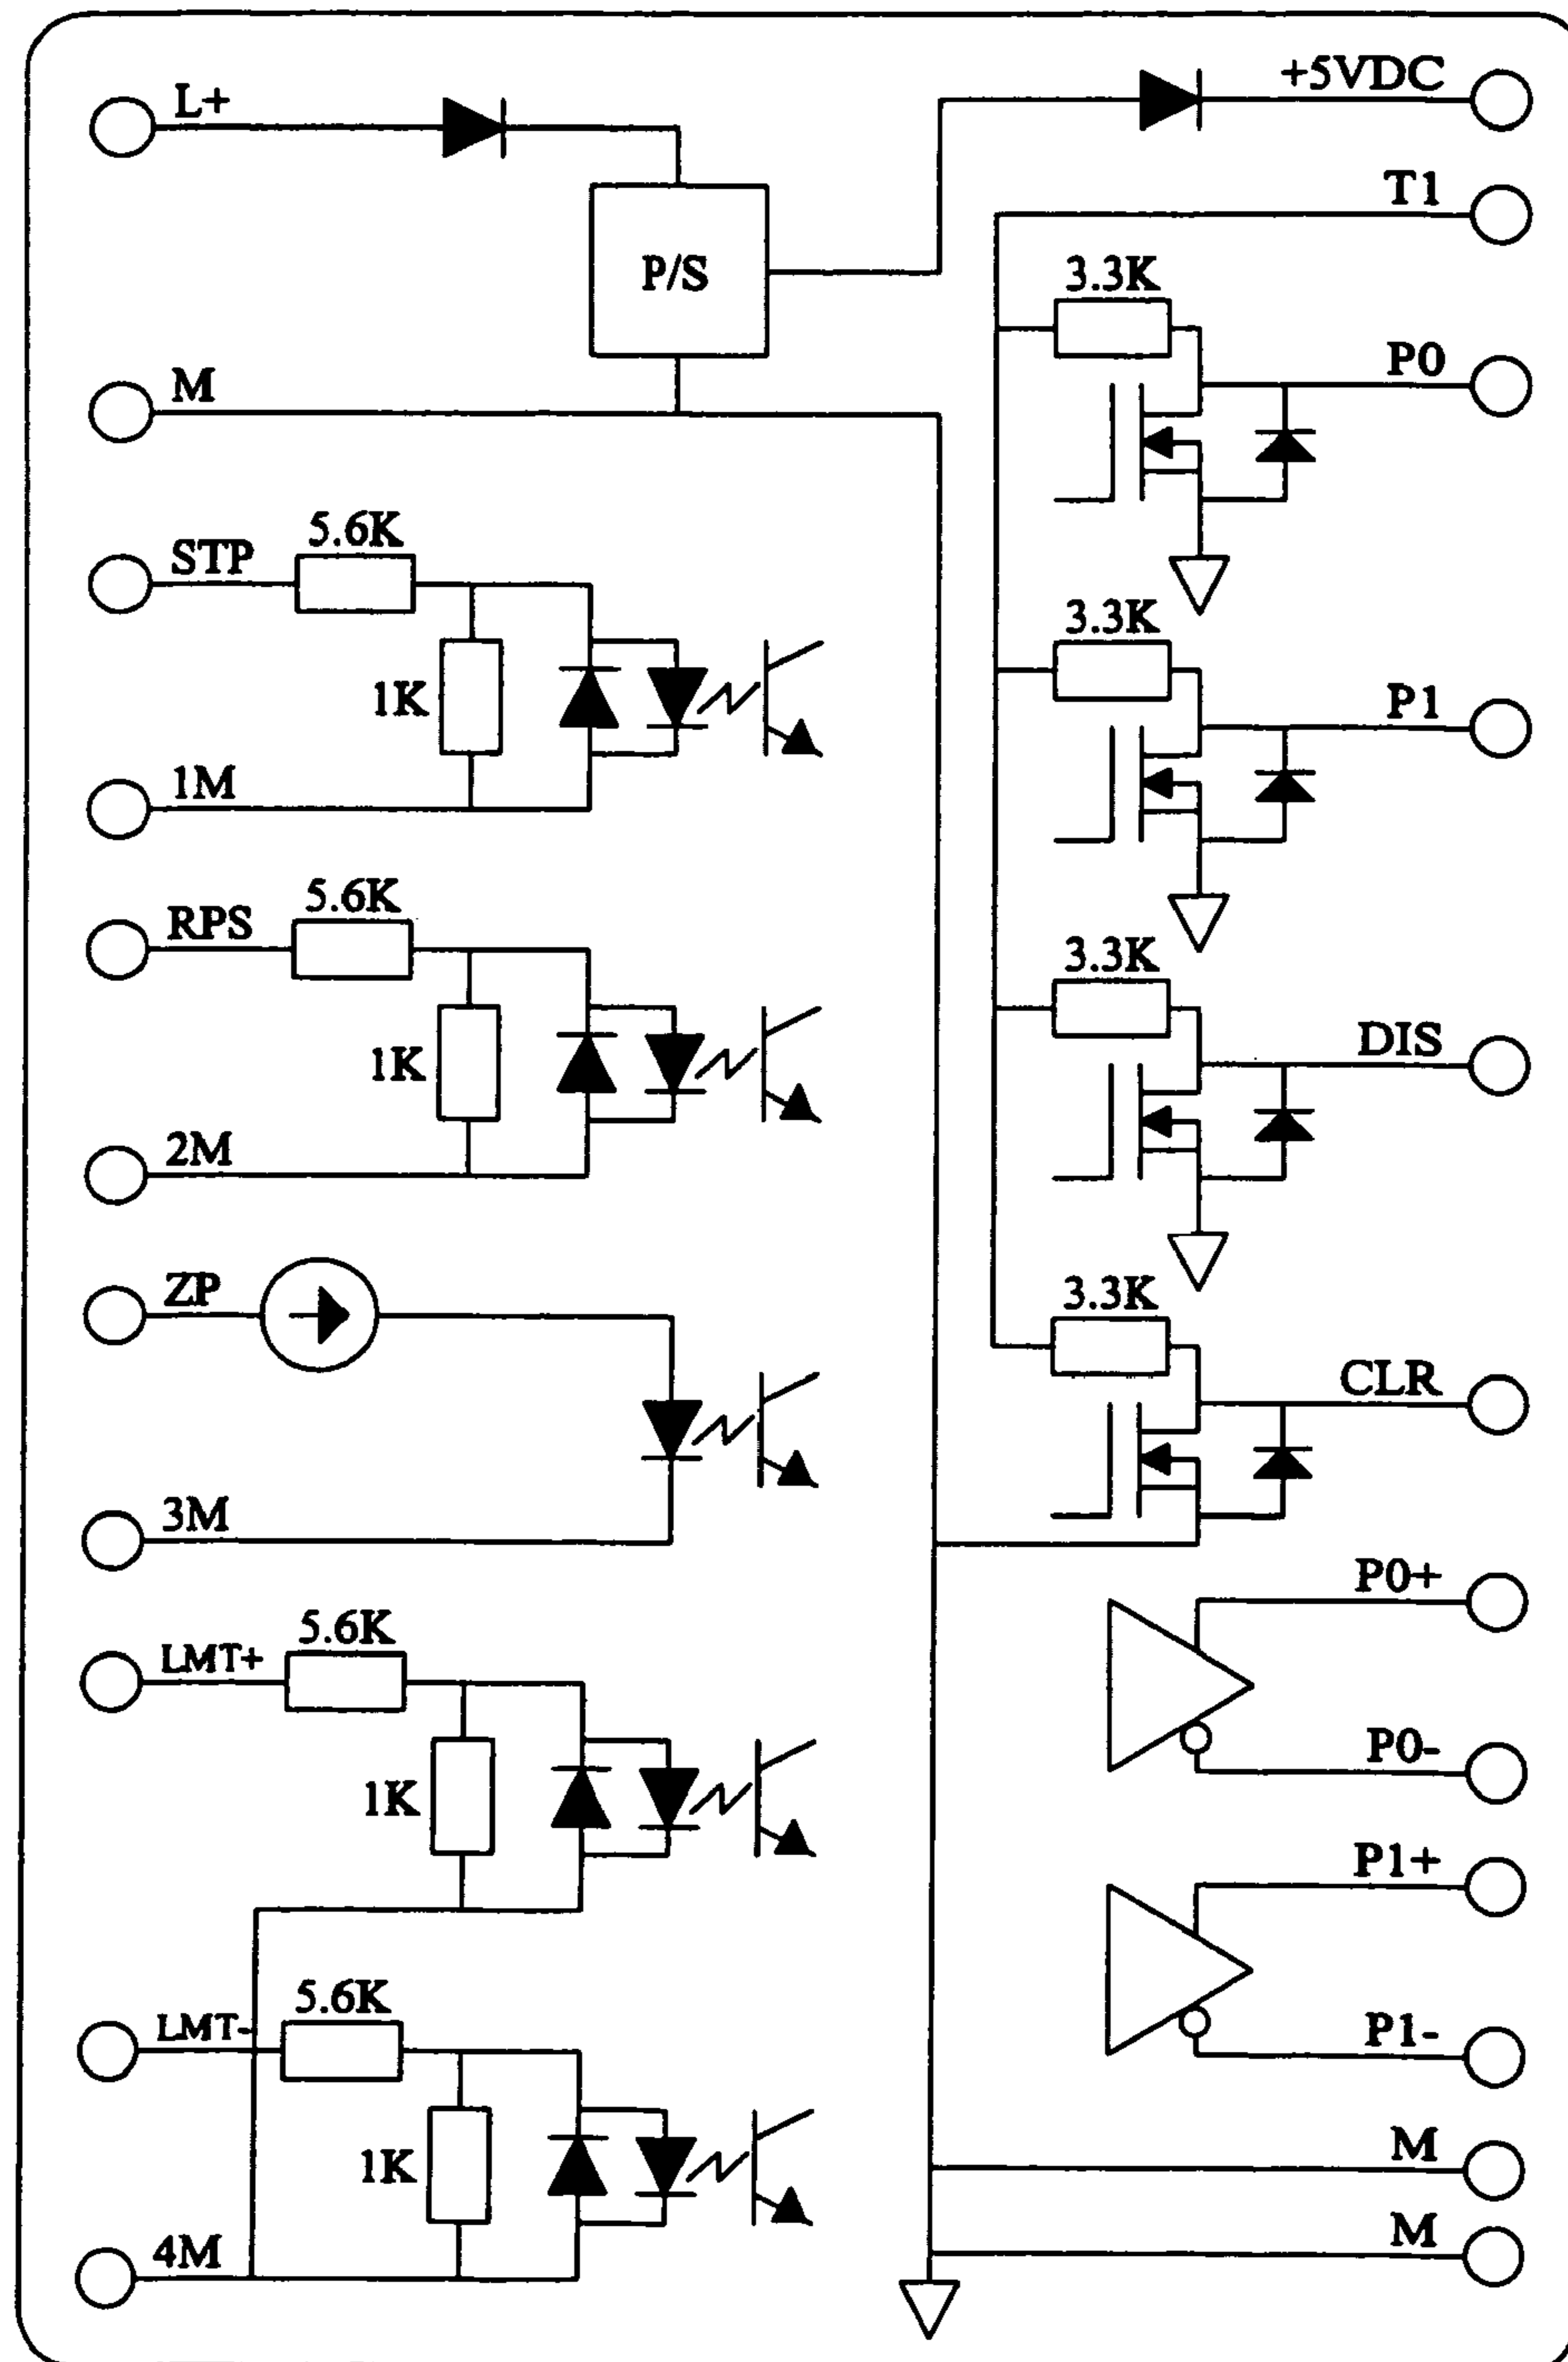 L+
P/S
M
STP
5.6K
1K
1M
RPS
5.6K
1K
2M
ZP
3M
LMT+
5.6K
1K
LMT-
5.6K
1K
4M
+5VDC
T1
3.3K
P0
3.3K
P1
3.3K
DIS
3.3K
CLR
P0+
P0-
P1+
P1-
M
M